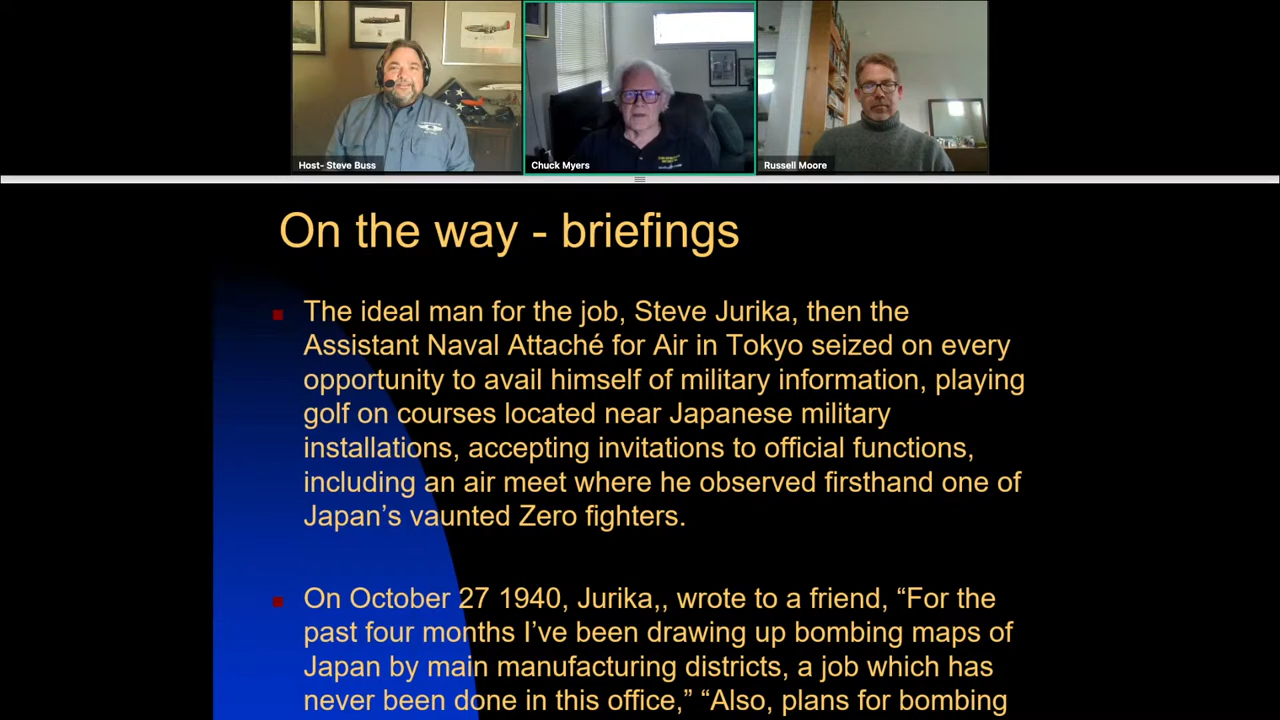 Host- Steve Buss
Chuck Myers
Russell Moore
On the way - briefings
The ideal man for the job, Steve Jurika, then the
Assistant Naval Attaché for Air in Tokyo seized on every
opportunity to avail himself of military information, playing
golf on courses located near Japanese military
installations, accepting invitations to official functions,
including an air meet where he observed firsthand one of
Japan’s vaunted Zero fighters.
On October 27 1940, Jurika,, wrote to a friend, “For the
past four months I’ve been drawing up bombing maps of
Japan by main manufacturing districts, a job which has
never been done in this office,” “Also, plans for bombing